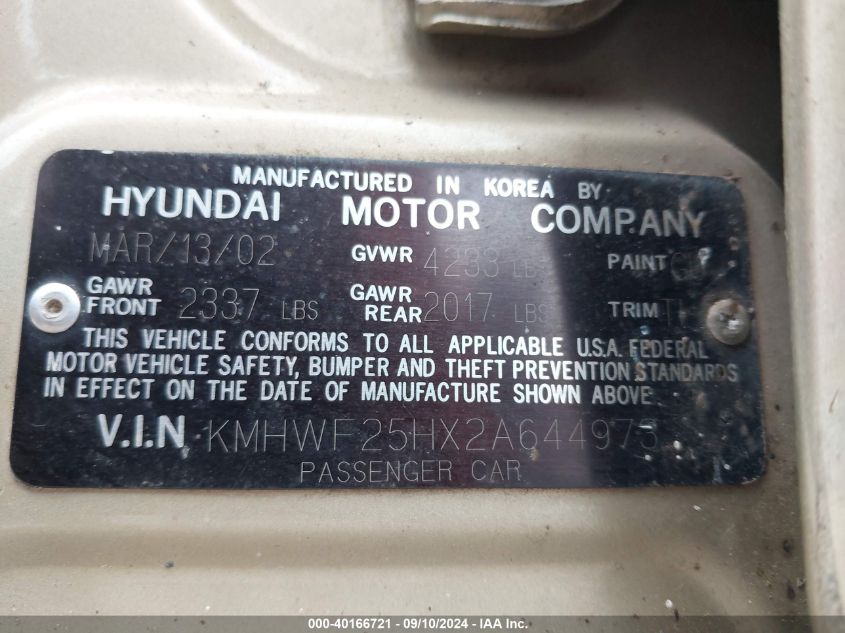 MANUFACTURED IN KOREA BY
HYUNDAI MOTOR COMPANY
MAR/13/02 GVWR 4233 LB PAINT
GAWR FRONT 2337 LBS GAWR REAR 2017 LBS TRIM
THIS VEHICLE CONFORMS TO ALL APPLICABLE U.S.A. FEDERAL
MOTOR VEHICLE SAFETY, BUMPER AND THEFT PREVENTION STANDARDS
IN EFFECT ON THE DATE OF MANUFACTURE SHOWN ABOVE
V.I.N KMHWF25HX2A644973
PASSENGER CAR
000-40166721 - 09/10/2024 - IAA Inc.